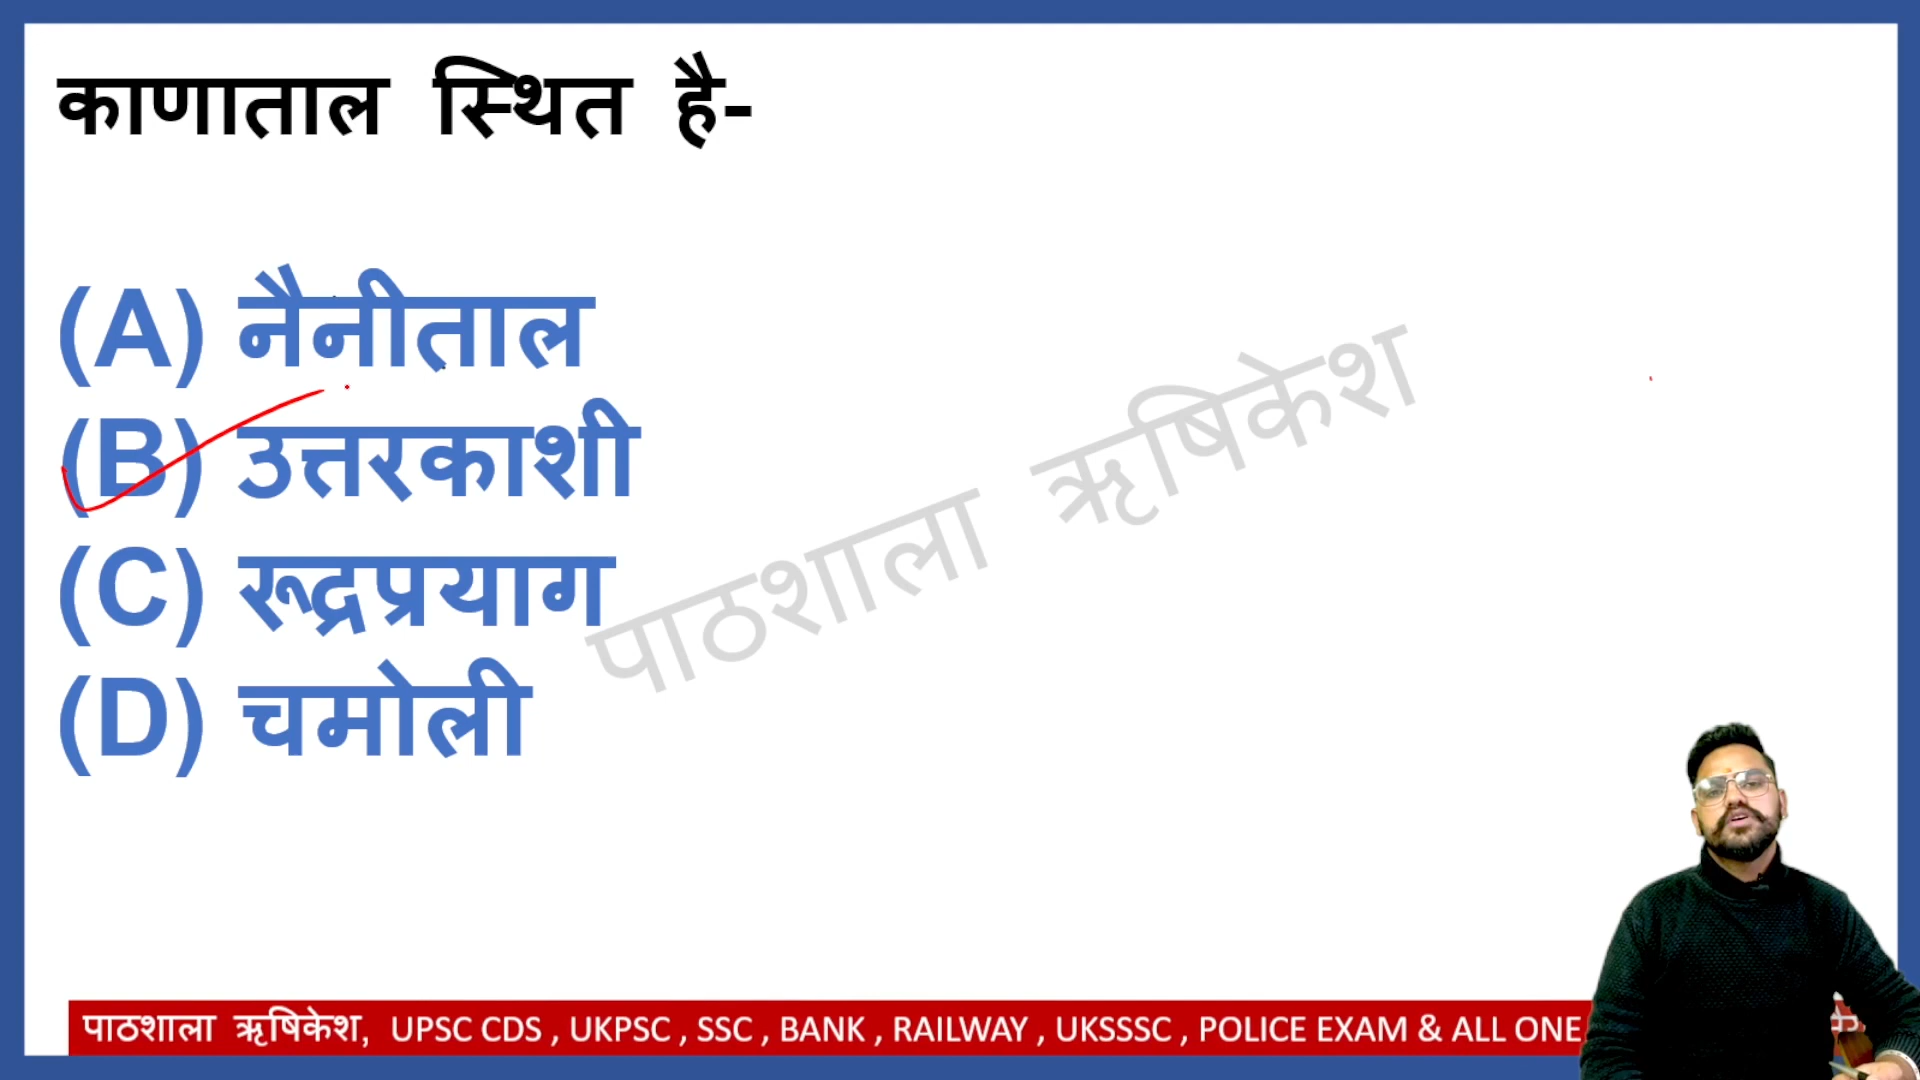 काणाताल स्थित है-
(A) नैनीताल
(B) उत्तरकाशी
(C) रूद्रप्रयाग
(D) चमोली
पाठशाला ऋषिकेश
पाठशाला ऋषिकेश, UPSC CDS , UKPSC , SSC , BANK , RAILWAY , UKSSSC , POLICE EXAM & ALL ONE